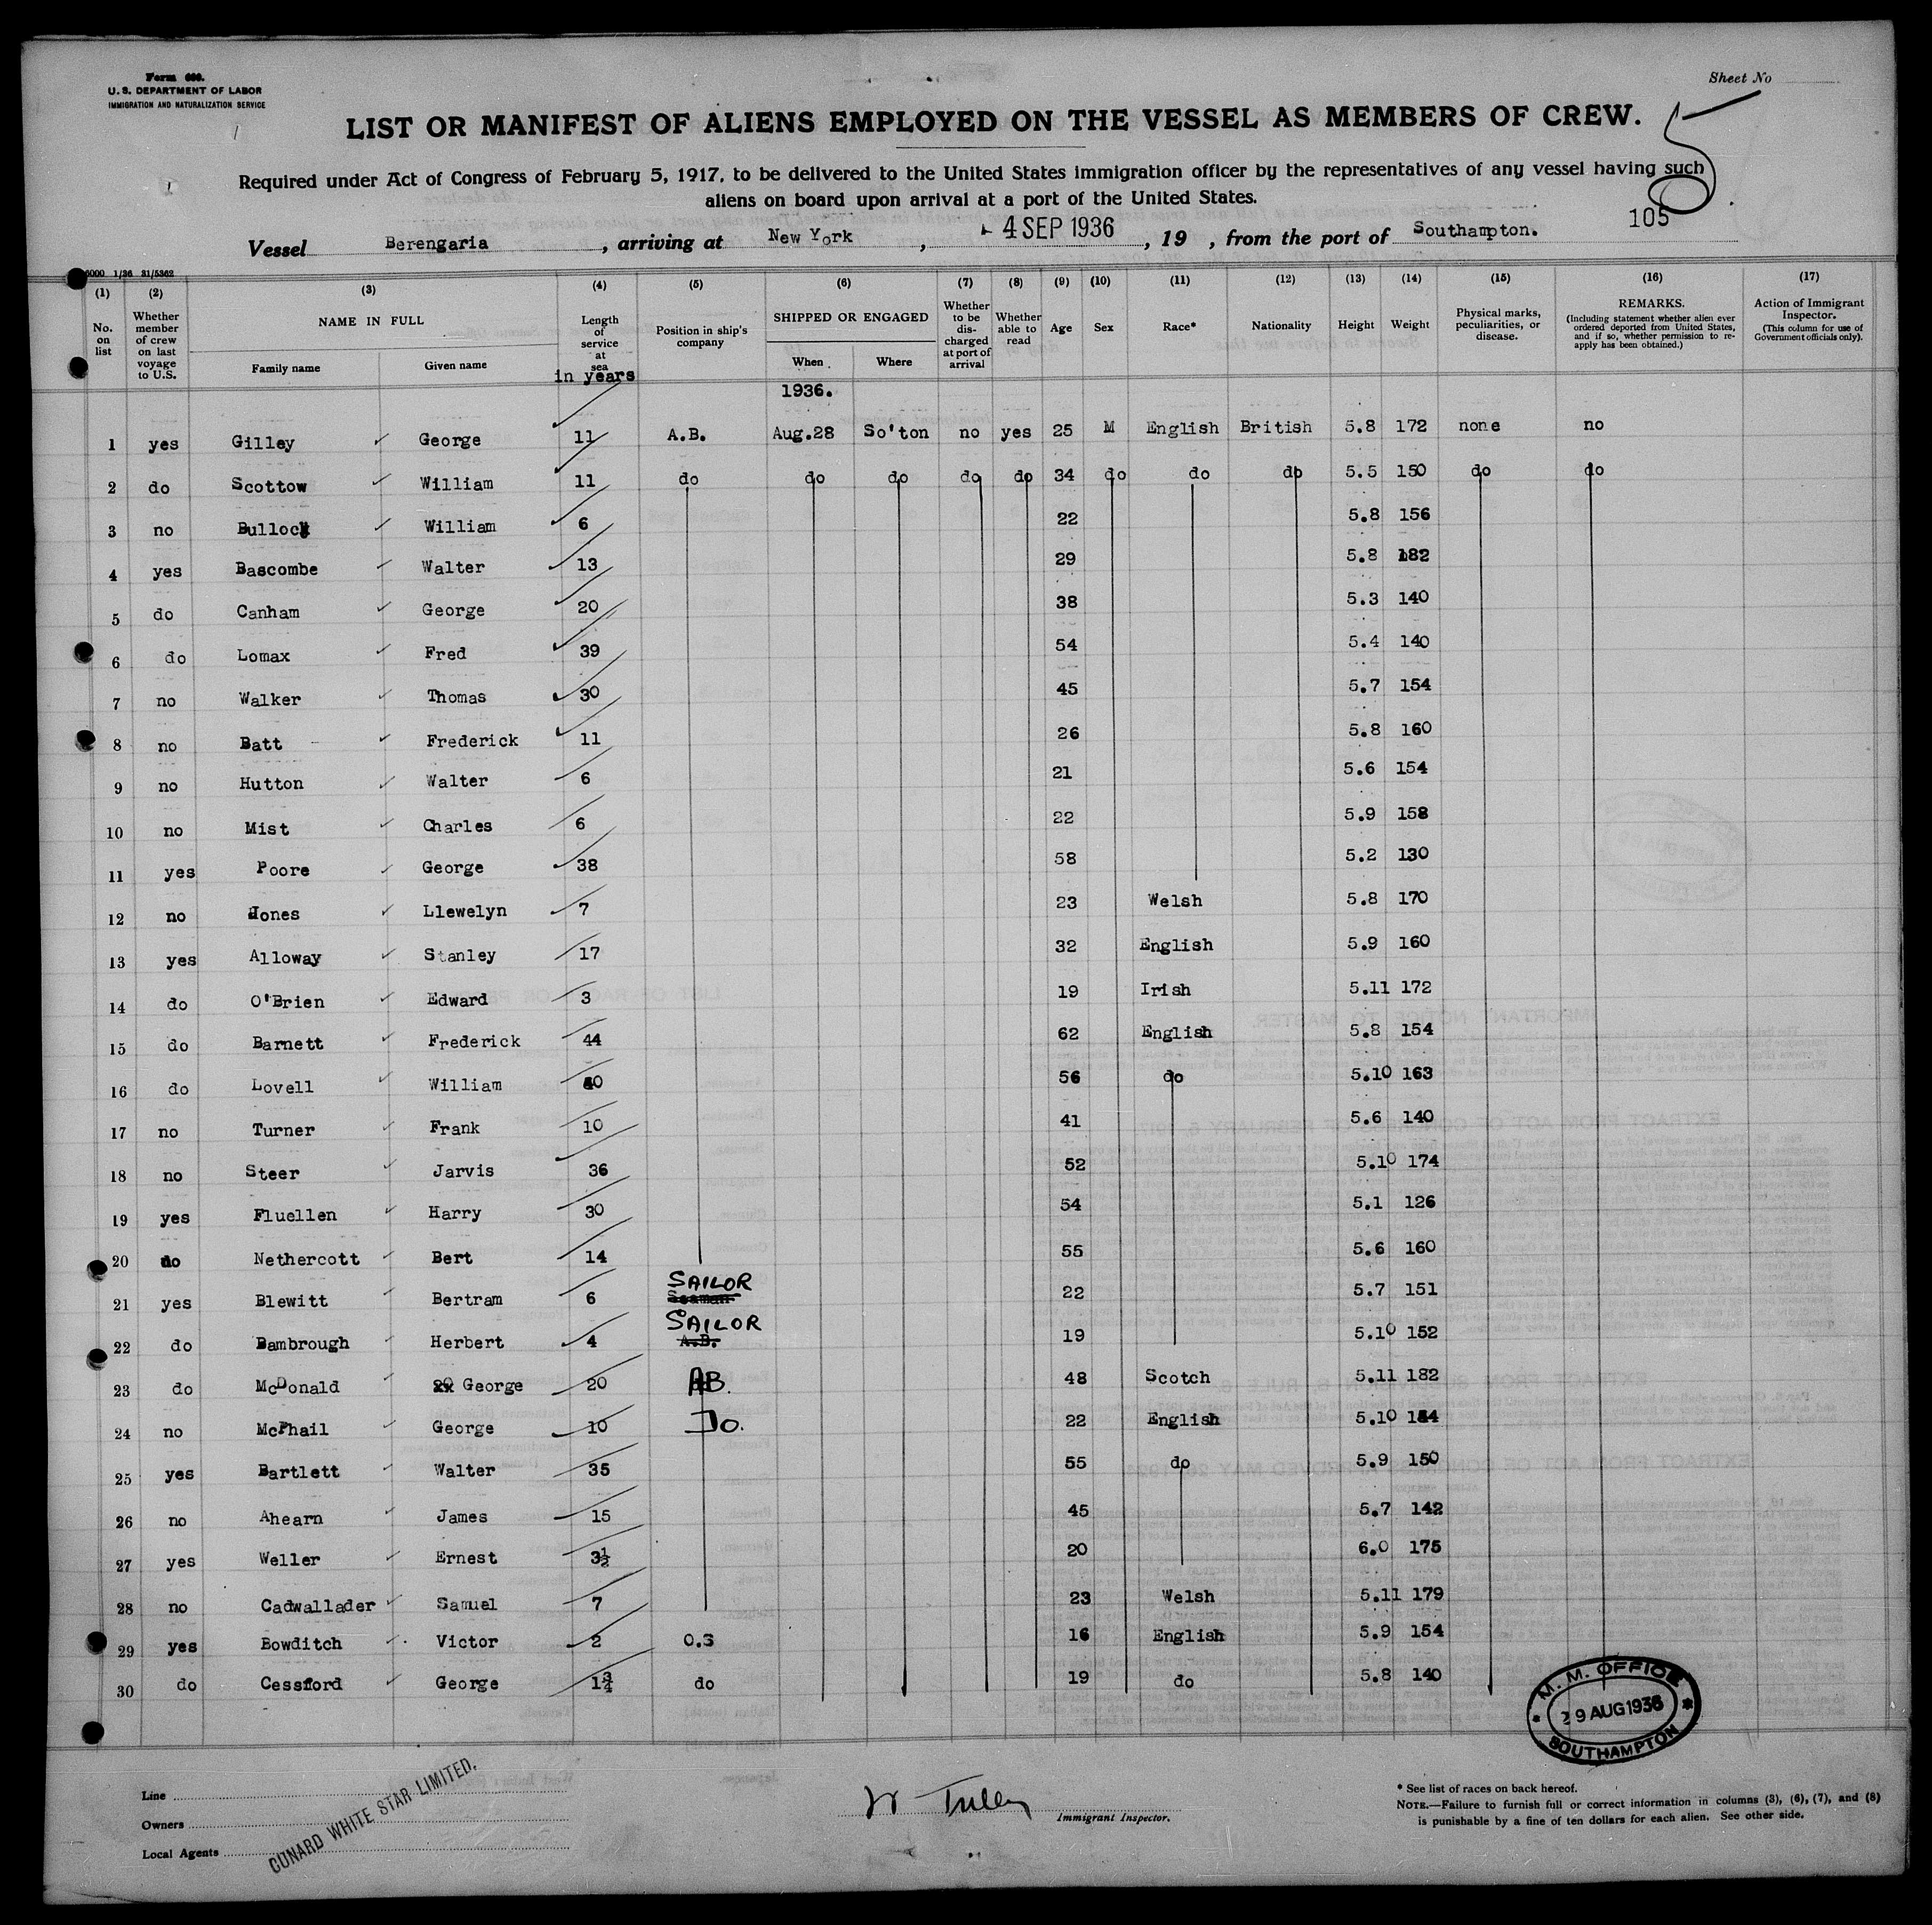 Form 680.
U. S. DEPARTMENT OF LABOR
IMMIGRATION AND NATURALIZATION SERVICE
Sheet No
LIST OR MANIFEST OF ALIENS EMPLOYED ON THE VESSEL AS MEMBERS OF CREW.
Required under Act of Congress of February 5, 1917, to be delivered to the United States immigration officer by the representatives of any vessel having such
aliens on board upon arrival at a port of the United States.
105
Vessel Berengaria, arriving at New York, 4 SEP 1936, 19 , from the port of Southampton.
6000 1/36 31/5362
(1) (2) (3) (4) (5) (6) (7) (8) (9) (10) (11) (12) (13) (14) (15) (16) (17)
No. on list
Whether member of crew on last voyage to U.S.
NAME IN FULL
Family name Given name
Length of service at sea
in years
Position in ship's company
SHIPPED OR ENGAGED
When Where
Whether to be discharged at port of arrival
Whether able to read
Age
Sex
Race*
Nationality
Height
Weight
Physical marks, peculiarities, or disease.
REMARKS.
(Including statement whether alien ever ordered deported from United States, and if so, whether permission to re-apply has been obtained.)
Action of Immigrant Inspector.
(This column for use of Government officials only).
1936.
1 yes Gilley George 11 A.B. Aug.28 So'ton no yes 25 M English British 5.8 172 none no
2 do Scottow William 11 do do do do do 34 do do do 5.5 150 do do
3 no Bullock William 6 22 5.8 156
4 yes Bascombe Walter 13 29 5.8 182
5 do Canham George 20 38 5.3 140
6 do Lomax Fred 39 54 5.4 140
7 no Walker Thomas 30 45 5.7 154
8 no Batt Frederick 11 26 5.8 160
9 no Hutton Walter 6 21 5.6 154
10 no Mist Charles 6 22 5.9 158
11 yes Poore George 38 58 5.2 130
12 no Jones Llewelyn 7 23 Welsh 5.8 170
13 yes Alloway Stanley 17 32 English 5.9 160
14 do O'Brien Edward 3 19 Irish 5.11 172
15 do Barnett Frederick 44 62 English 5.8 154
16 do Lovell William 40 56 do 5.10 163
17 no Turner Frank 10 41 5.6 140
18 no Steer Jarvis 36 52 5.10 174
19 yes Fluellen Harry 30 54 5.1 126
20 Nethercott Bert 14 55 5.6 160
21 yes Blewitt Bertram 6 SAILOR Seaman 22 5.7 151
22 do Bambrough Herbert 4 SAILOR A.B. 19 5.10 152
23 do McDonald George 20 AB. 48 Scotch 5.11 182
24 no McPhail George 10 Do. 22 English 5.10
25 yes Bartlett Walter 35 55 do 5.9 150
26 no Ahearn James 15 45 5.7 142
27 yes Weller Ernest 3½ 20 6.0 175
28 no Cadwallader Samuel 7 23 Welsh 5.11 179
29 yes Bowditch Victor 2 O.S 16 English 5.9 154
30 do Cessford George 1¾ do 19 do 5.8 140
M. M. OFFICE
29 AUG 1936
SOUTHAMPTON
Line
Owners
Local Agents
CUNARD WHITE STAR LIMITED.
Immigrant Inspector.
* See list of races on back hereof.
NOTE.—Failure to furnish full or correct information in columns (3), (6), (7), and (8)
is punishable by a fine of ten dollars for each alien. See other side.